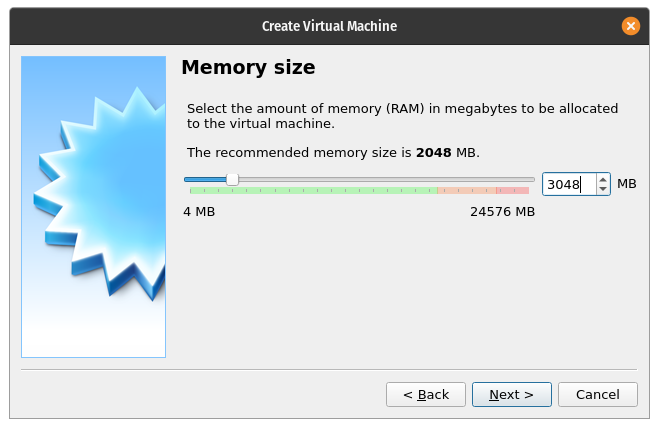 Create Virtual Machine
Memory size
Select the amount of memory (RAM) in megabytes to be allocated
to the virtual machine.
The recommended memory size is 2048 MB.
3048 MB
4 MB 24576 MB
< Back Next > Cancel